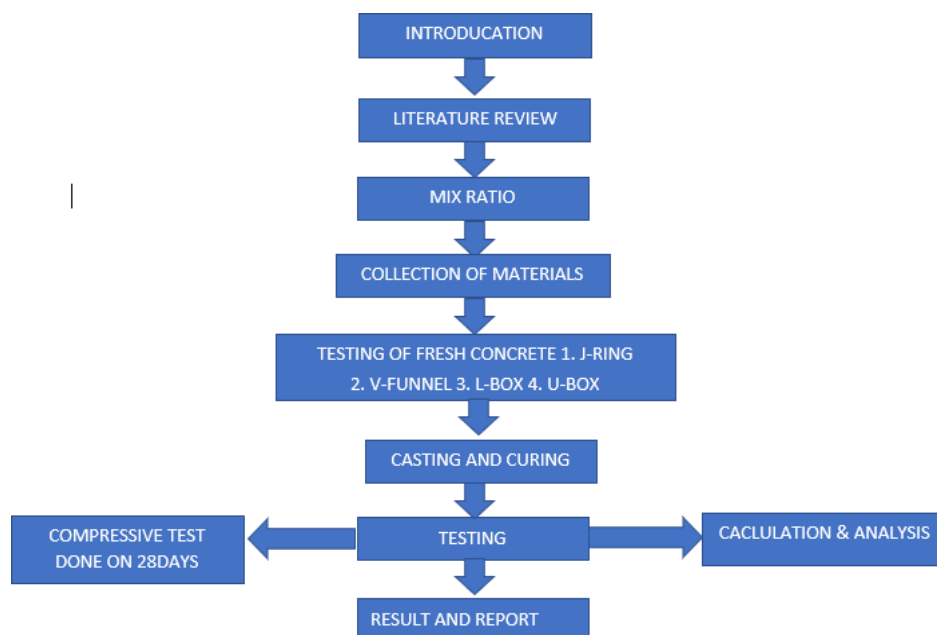 INTRODUCATION
LITERATURE REVIEW
MIX RATIO
COLLECTION OF MATERIALS
TESTING OF FRESH CONCRETE 1. J-RING
2. V-FUNNEL 3. L-BOX 4. U-BOX
CASTING AND CURING
COMPRESSIVE TEST
DONE ON 28DAYS
TESTING
CACLULATION & ANALYSIS
RESULT AND REPORT